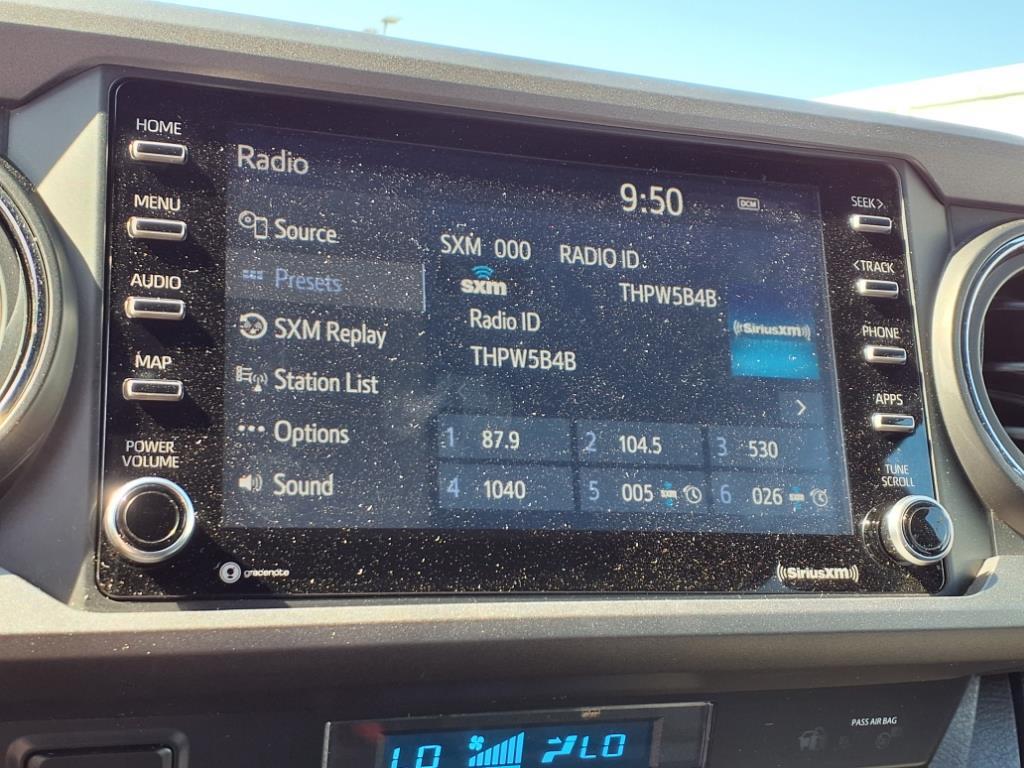 HOME
MENU
AUDIO
MAP
POWER
VOLUME
Radio
9:50
DCM
Source
Presets
SXM Replay
Station List
Options
Sound
SXM 000 RADIO ID
sxm THPW5B4B
Radio ID
THPW5B4B
((SiriusXM))
>
1 87.9 2 104.5 3 530
4 1040 5 005 sxm 6 026 sxm
SEEK >
< TRACK
PHONE
APPS
TUNE
SCROLL
gracenote
((SiriusXM))
LO LO
PASS AIR BAG